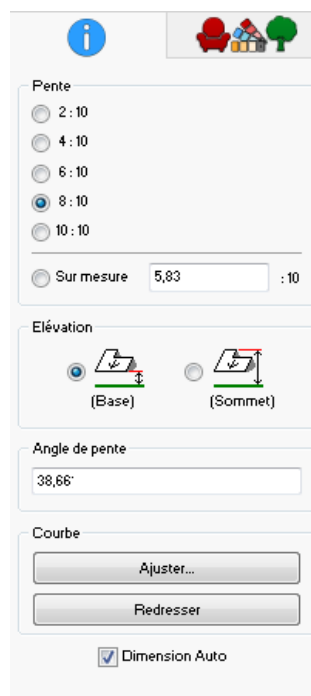 i
Pente
2 : 10
4 : 10
6 : 10
8 : 10
10 : 10
Sur mesure 5,83 : 10
Elévation
(Base) (Sommet)
Angle de pente
38,66°
Courbe
Ajuster...
Redresser
Dimension Auto